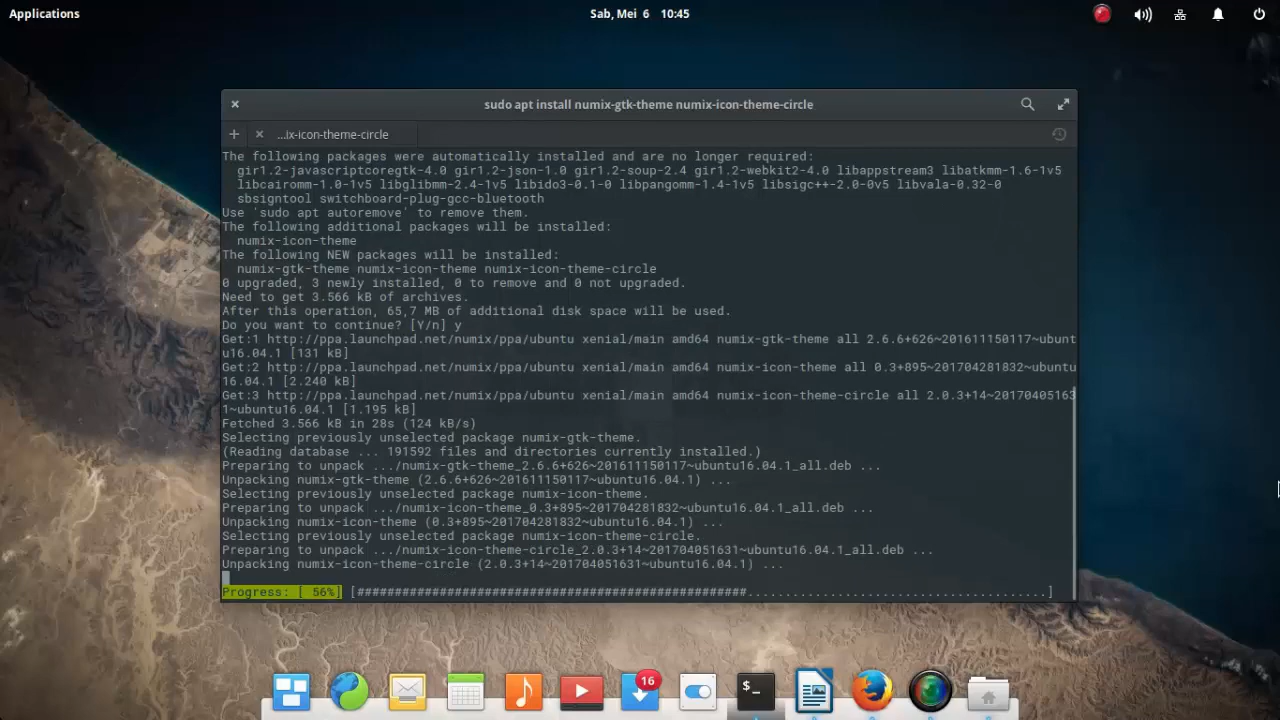 Applications
Sab, Mei 6 10:45
sudo apt install numix-gtk-theme numix-icon-theme-circle
...lx-icon-theme-circle
The following packages were automatically installed and are no longer required:
gir1.2-javascriptcoregtk-4.0 gir1.2-json-1.0 gir1.2-soup-2.4 gir1.2-webkit2-4.0 libappstream3 libatkmm-1.6-1v5
libcairomm-1.0-1v5 libglibmm-2.4-1v5 libido3-0.1-0 libpangomm-1.4-1v5 libsigc++-2.0-0v5 libvala-0.32-0
sbsigntool switchboard-plug-gcc-bluetooth
Use 'sudo apt autoremove' to remove them.
The following additional packages will be installed:
numix-icon-theme
The following NEW packages will be installed:
numix-gtk-theme numix-icon-theme numix-icon-theme-circle
0 upgraded, 3 newly installed, 0 to remove and 0 not upgraded.
Need to get 3.566 kB of archives.
After this operation, 65,7 MB of additional disk space will be used.
Do you want to continue? [Y/n] y
Get:1 http://ppa.launchpad.net/numix/ppa/ubuntu xenial/main amd64 numix-gtk-theme all 2.6.6+626~201611150117~ubunt
u16.04.1 [131 kB]
Get:2 http://ppa.launchpad.net/numix/ppa/ubuntu xenial/main amd64 numix-icon-theme all 0.3+895~201704281832~ubuntu
16.04.1 [2.240 kB]
Get:3 http://ppa.launchpad.net/numix/ppa/ubuntu xenial/main amd64 numix-icon-theme-circle all 2.0.3+14~20170405163
1~ubuntu16.04.1 [1.195 kB]
Fetched 3.566 kB in 28s (124 kB/s)
Selecting previously unselected package numix-gtk-theme.
(Reading database ... 191592 files and directories currently installed.)
Preparing to unpack .../numix-gtk-theme_2.6.6+626~201611150117~ubuntu16.04.1_all.deb ...
Unpacking numix-gtk-theme (2.6.6+626~201611150117~ubuntu16.04.1) ...
Selecting previously unselected package numix-icon-theme.
Preparing to unpack .../numix-icon-theme_0.3+895~201704281832~ubuntu16.04.1_all.deb ...
Unpacking numix-icon-theme (0.3+895~201704281832~ubuntu16.04.1) ...
Selecting previously unselected package numix-icon-theme-circle.
Preparing to unpack .../numix-icon-theme-circle_2.0.3+14~201704051631~ubuntu16.04.1_all.deb ...
Unpacking numix-icon-theme-circle (2.0.3+14~201704051631~ubuntu16.04.1) ...
Progress: [ 56%] [####################################################........................................]
16
$_